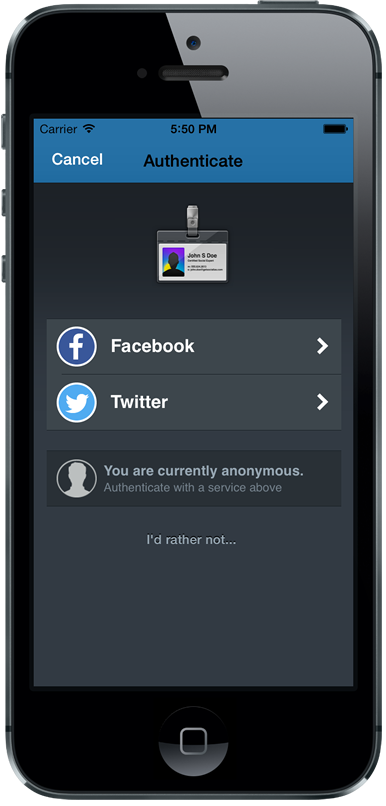 Carrier 5:50 PM
Cancel Authenticate
John S Doe
Facebook
Twitter
You are currently anonymous.
Authenticate with a service above
I'd rather not...